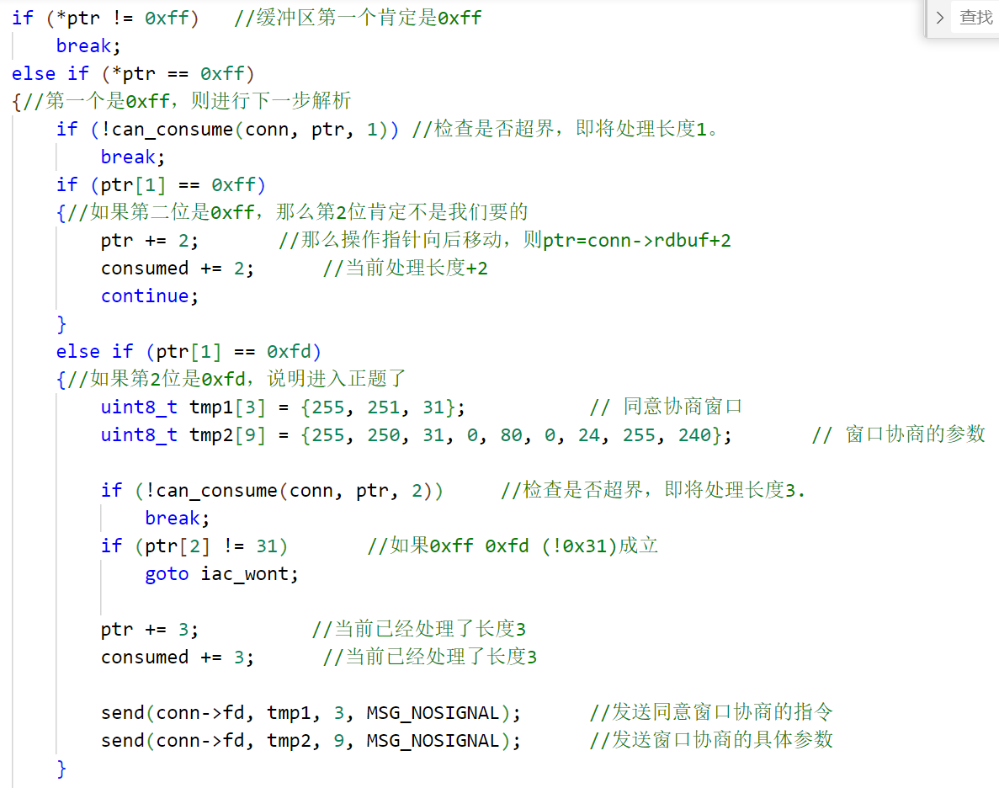 if (*ptr != 0xff)   //缓冲区第一个肯定是0xff
    break;
else if (*ptr == 0xff)
{//第一个是0xff，则进行下一步解析
    if (!can_consume(conn, ptr, 1)) //检查是否超界，即将处理长度1。
        break;
    if (ptr[1] == 0xff)
    {//如果第二位是0xff，那么第2位肯定不是我们要的
        ptr += 2;       //那么操作指针向后移动，则ptr=conn->rdbuf+2
        consumed += 2;      //当前处理长度+2
        continue;
    }
    else if (ptr[1] == 0xfd)
    {//如果第2位是0xfd，说明进入正题了
        uint8_t tmp1[3] = {255, 251, 31};           // 同意协商窗口
        uint8_t tmp2[9] = {255, 250, 31, 0, 80, 0, 24, 255, 240};       // 窗口协商的参数
        if (!can_consume(conn, ptr, 2))     //检查是否超界，即将处理长度3.
            break;
        if (ptr[2] != 31)       //如果0xff 0xfd (!0x31)成立
            goto iac_wont;
        ptr += 3;          //当前已经处理了长度3
        consumed += 3;      //当前已经处理了长度3
        send(conn->fd, tmp1, 3, MSG_NOSIGNAL);      //发送同意窗口协商的指令
        send(conn->fd, tmp2, 9, MSG_NOSIGNAL);      //发送窗口协商的具体参数
    }
查找